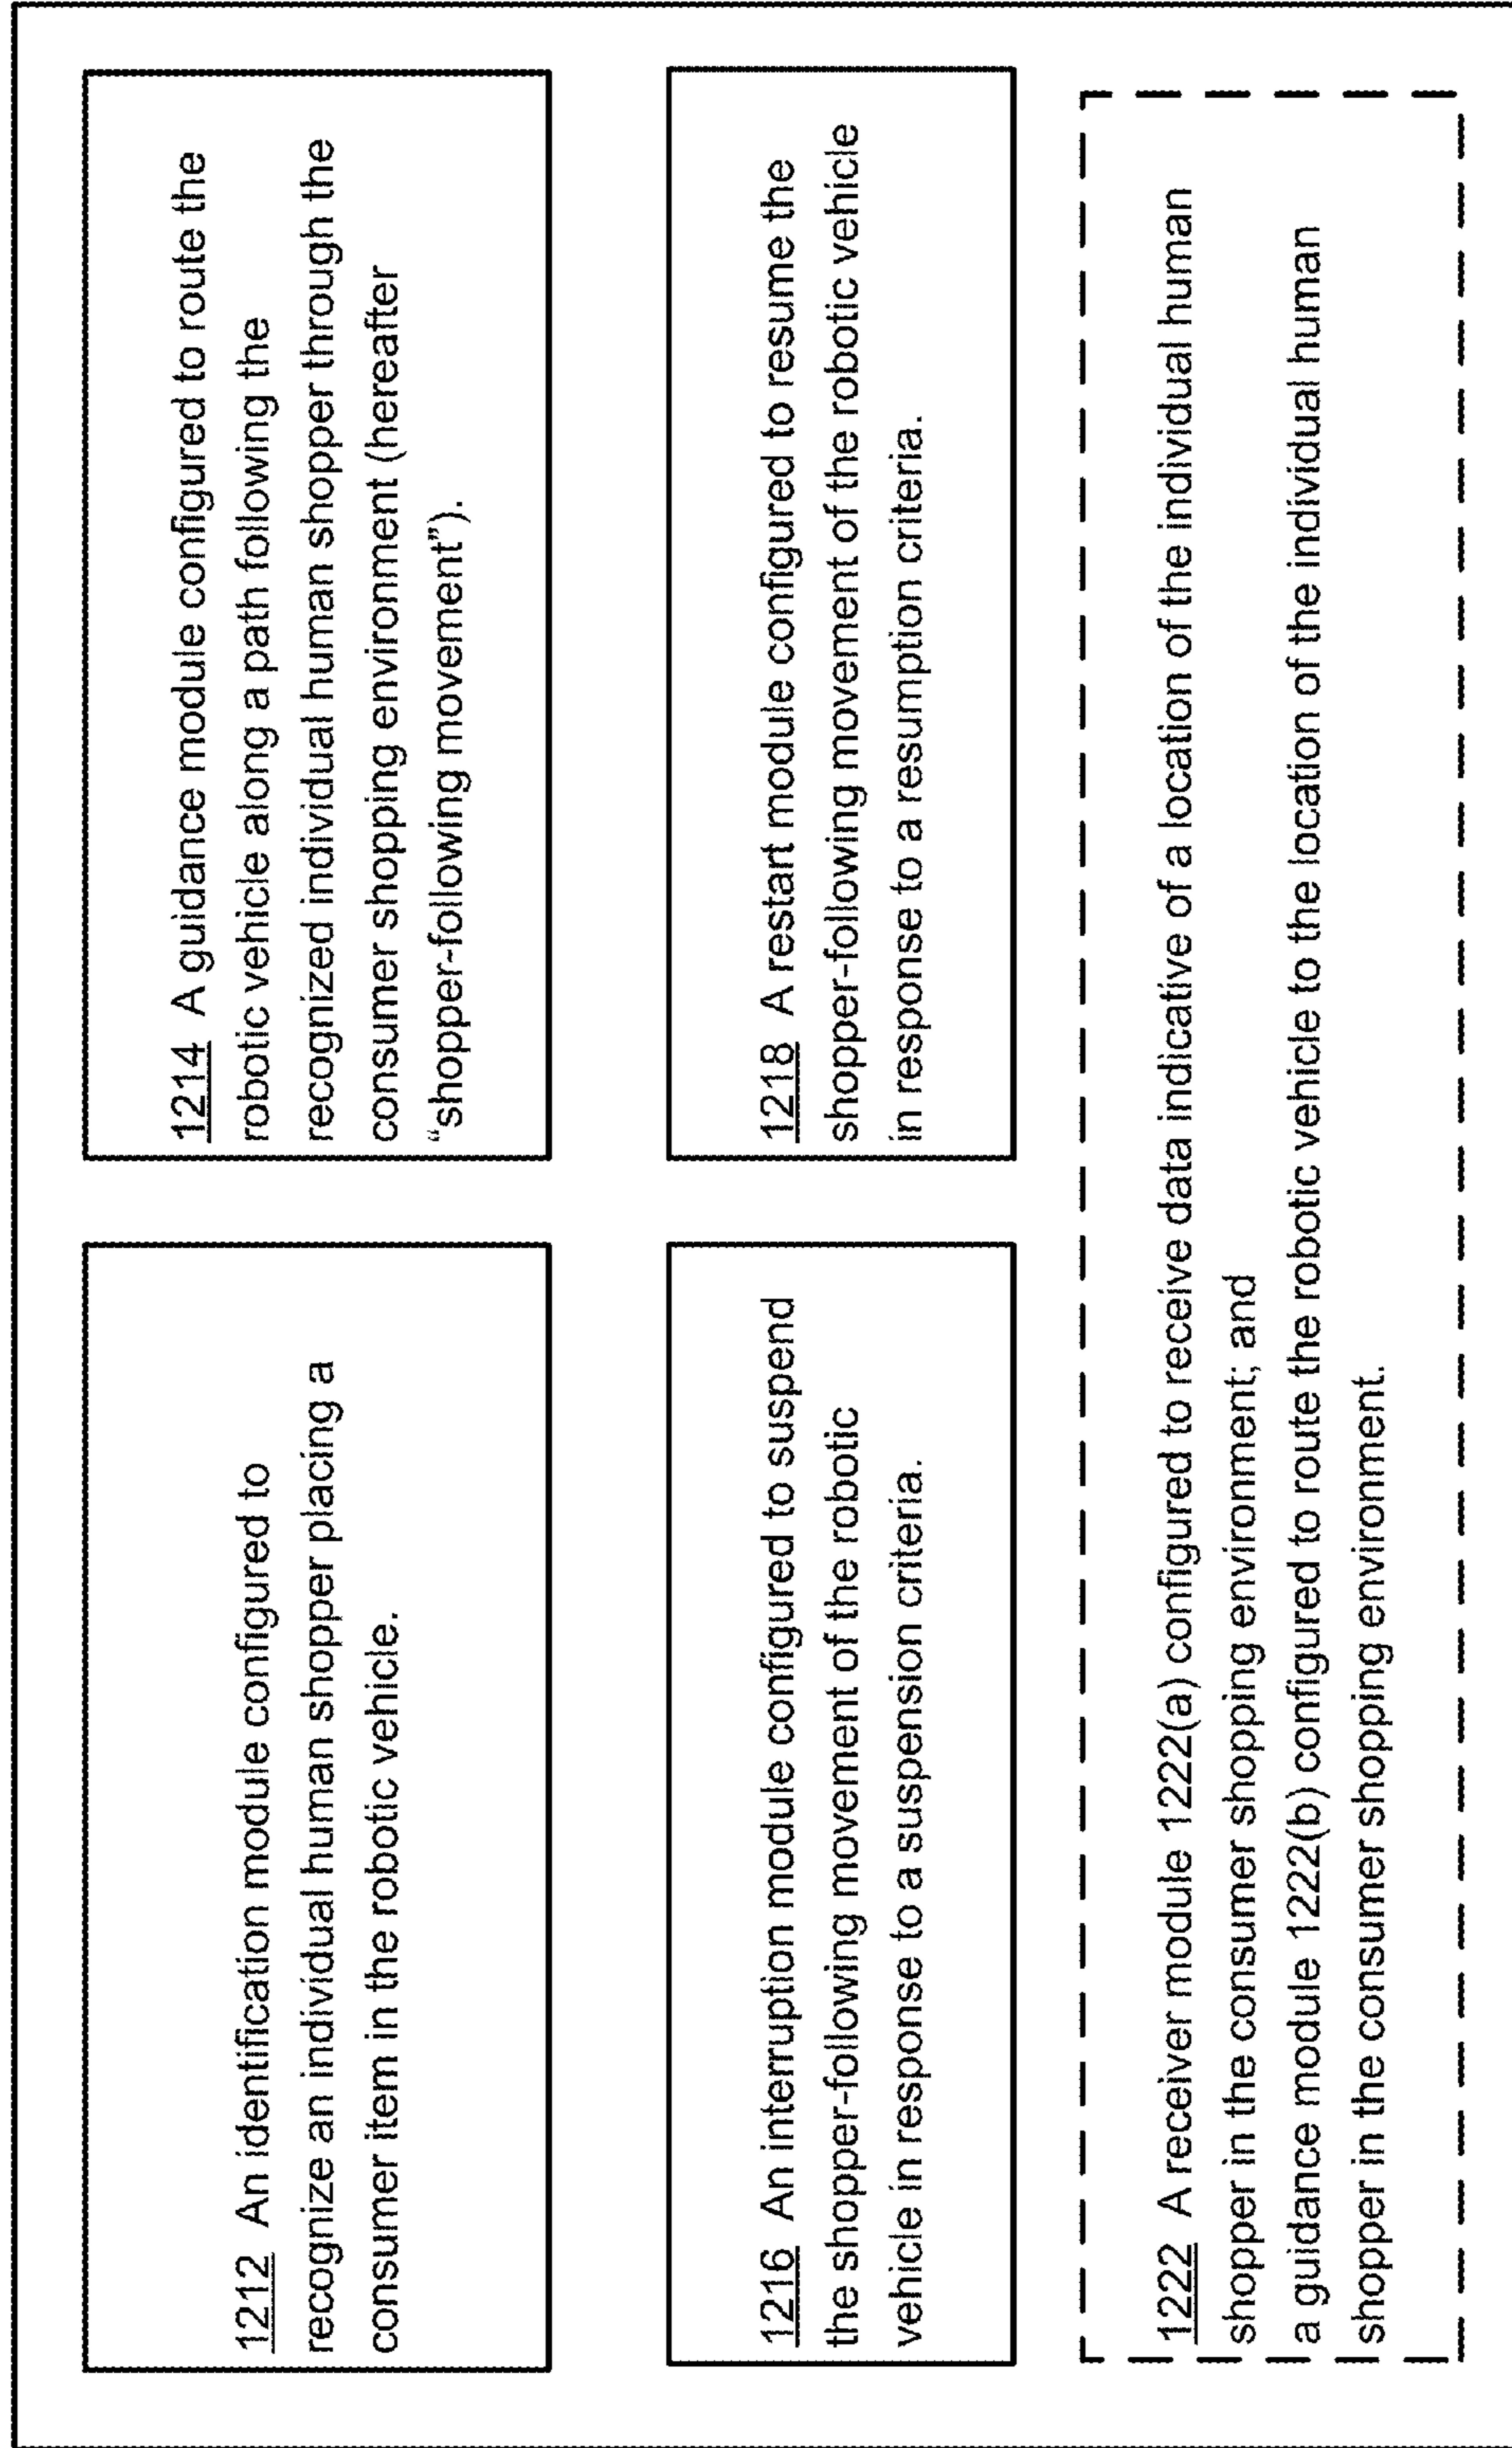 1212 An identification module configured to
recognize an individual human shopper placing a
consumer item in the robotic vehicle.
1214 A guidance module configured to route the
robotic vehicle along a path following the
recognized individual human shopper through the
consumer shopping environment (hereafter
“shopper-following movement”).
1216 An interruption module configured to suspend
the shopper-following movement of the robotic
vehicle in response to a suspension criteria.
1218 A restart module configured to resume the
shopper-following movement of the robotic vehicle
in response to a resumption criteria.
1222 A receiver module 1222(a) configured to receive data indicative of a location of the individual human
shopper in the consumer shopping environment; and
a guidance module 1222(b) configured to route the robotic vehicle to the location of the individual human
shopper in the consumer shopping environment.